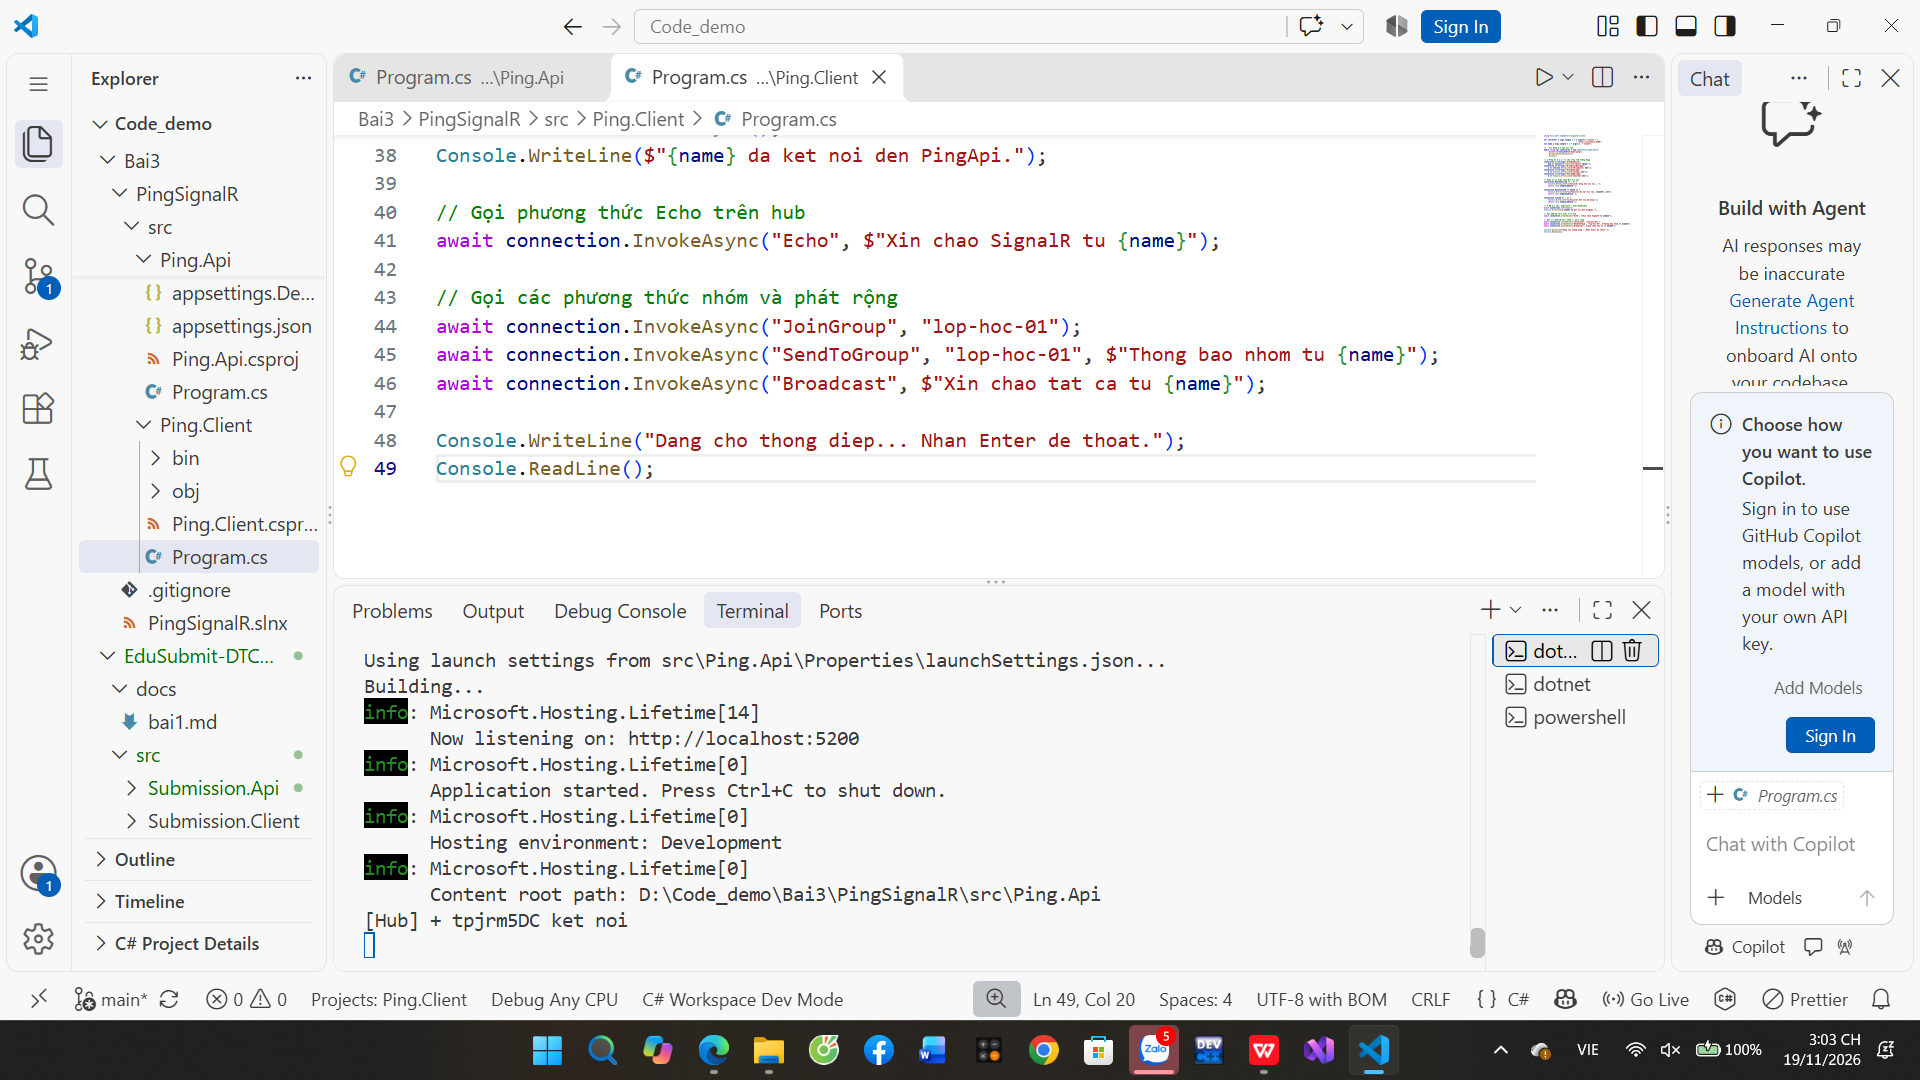 Code_demo
Sign In
Explorer
Code_demo
Bai3
PingSignalR
src
Ping.Api
appsettings.De...
appsettings.json
Ping.Api.csproj
Program.cs
Ping.Client
bin
obj
Ping.Client.cspr...
Program.cs
.gitignore
PingSignalR.slnx
EduSubmit-DTC...
docs
bai1.md
src
Submission.Api
Submission.Client
Outline
Timeline
C# Project Details
1
1
Program.cs ...\Ping.Api
Program.cs ...\Ping.Client
Bai3 > PingSignalR > src > Ping.Client > Program.cs
38 Console.WriteLine($"{name} da ket noi den PingApi.");
39
40 // Gọi phương thức Echo trên hub
41 await connection.InvokeAsync("Echo", $"Xin chao SignalR tu {name}");
42
43 // Gọi các phương thức nhóm và phát rộng
44 await connection.InvokeAsync("JoinGroup", "lop-hoc-01");
45 await connection.InvokeAsync("SendToGroup", "lop-hoc-01", $"Thong bao nhom tu {name}");
46 await connection.InvokeAsync("Broadcast", $"Xin chao tat ca tu {name}");
47
48 Console.WriteLine("Dang cho thong diep... Nhan Enter de thoat.");
49 Console.ReadLine();
Problems Output Debug Console Terminal Ports
Using launch settings from src\Ping.Api\Properties\launchSettings.json...
Building...
info: Microsoft.Hosting.Lifetime[14]
Now listening on: http://localhost:5200
info: Microsoft.Hosting.Lifetime[0]
Application started. Press Ctrl+C to shut down.
info: Microsoft.Hosting.Lifetime[0]
Hosting environment: Development
info: Microsoft.Hosting.Lifetime[0]
Content root path: D:\Code_demo\Bai3\PingSignalR\src\Ping.Api
[Hub] + tpjrm5DC ket noi
dot...
dotnet
powershell
Chat
Build with Agent
AI responses may
be inaccurate
Generate Agent
Instructions to
onboard AI onto
your codebase
Choose how
you want to use
Copilot.
Sign in to use
GitHub Copilot
models, or add
a model with
your own API
key.
Add Models
Sign In
Program.cs
Chat with Copilot
Models
Copilot
main* 0 0 Projects: Ping.Client Debug Any CPU C# Workspace Dev Mode Ln 49, Col 20 Spaces: 4 UTF-8 with BOM CRLF { } C# Go Live Prettier
Zalo 5
DEV
VIE
100%
3:03 CH
19/11/2026